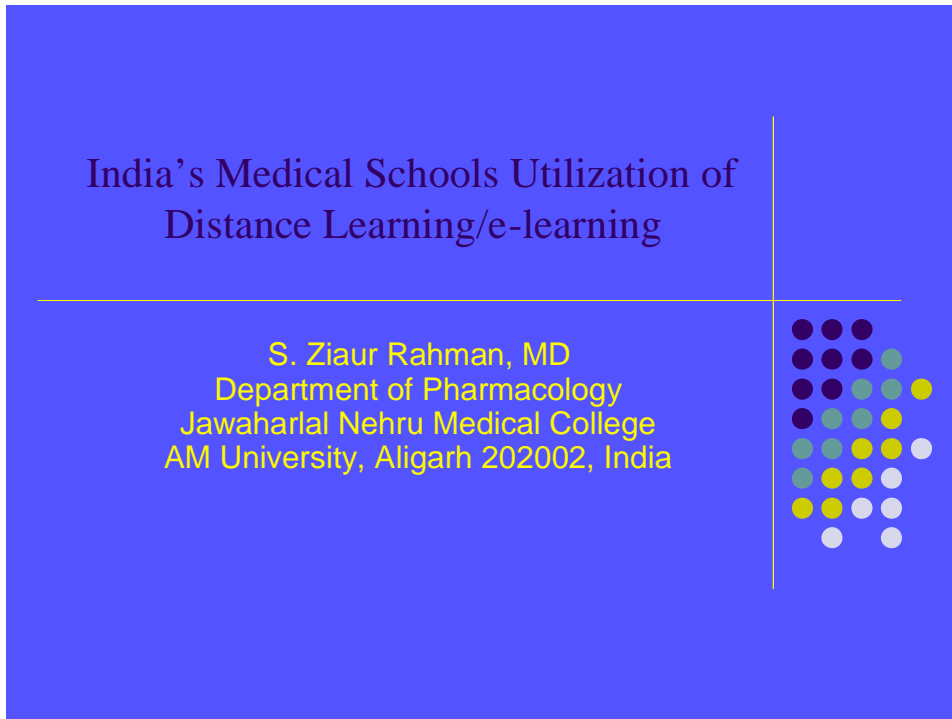 India’s Medical Schools Utilization of
Distance Learning/e-learning
S. Ziaur Rahman, MD
Department of Pharmacology
Jawaharlal Nehru Medical College
AM University, Aligarh 202002, India